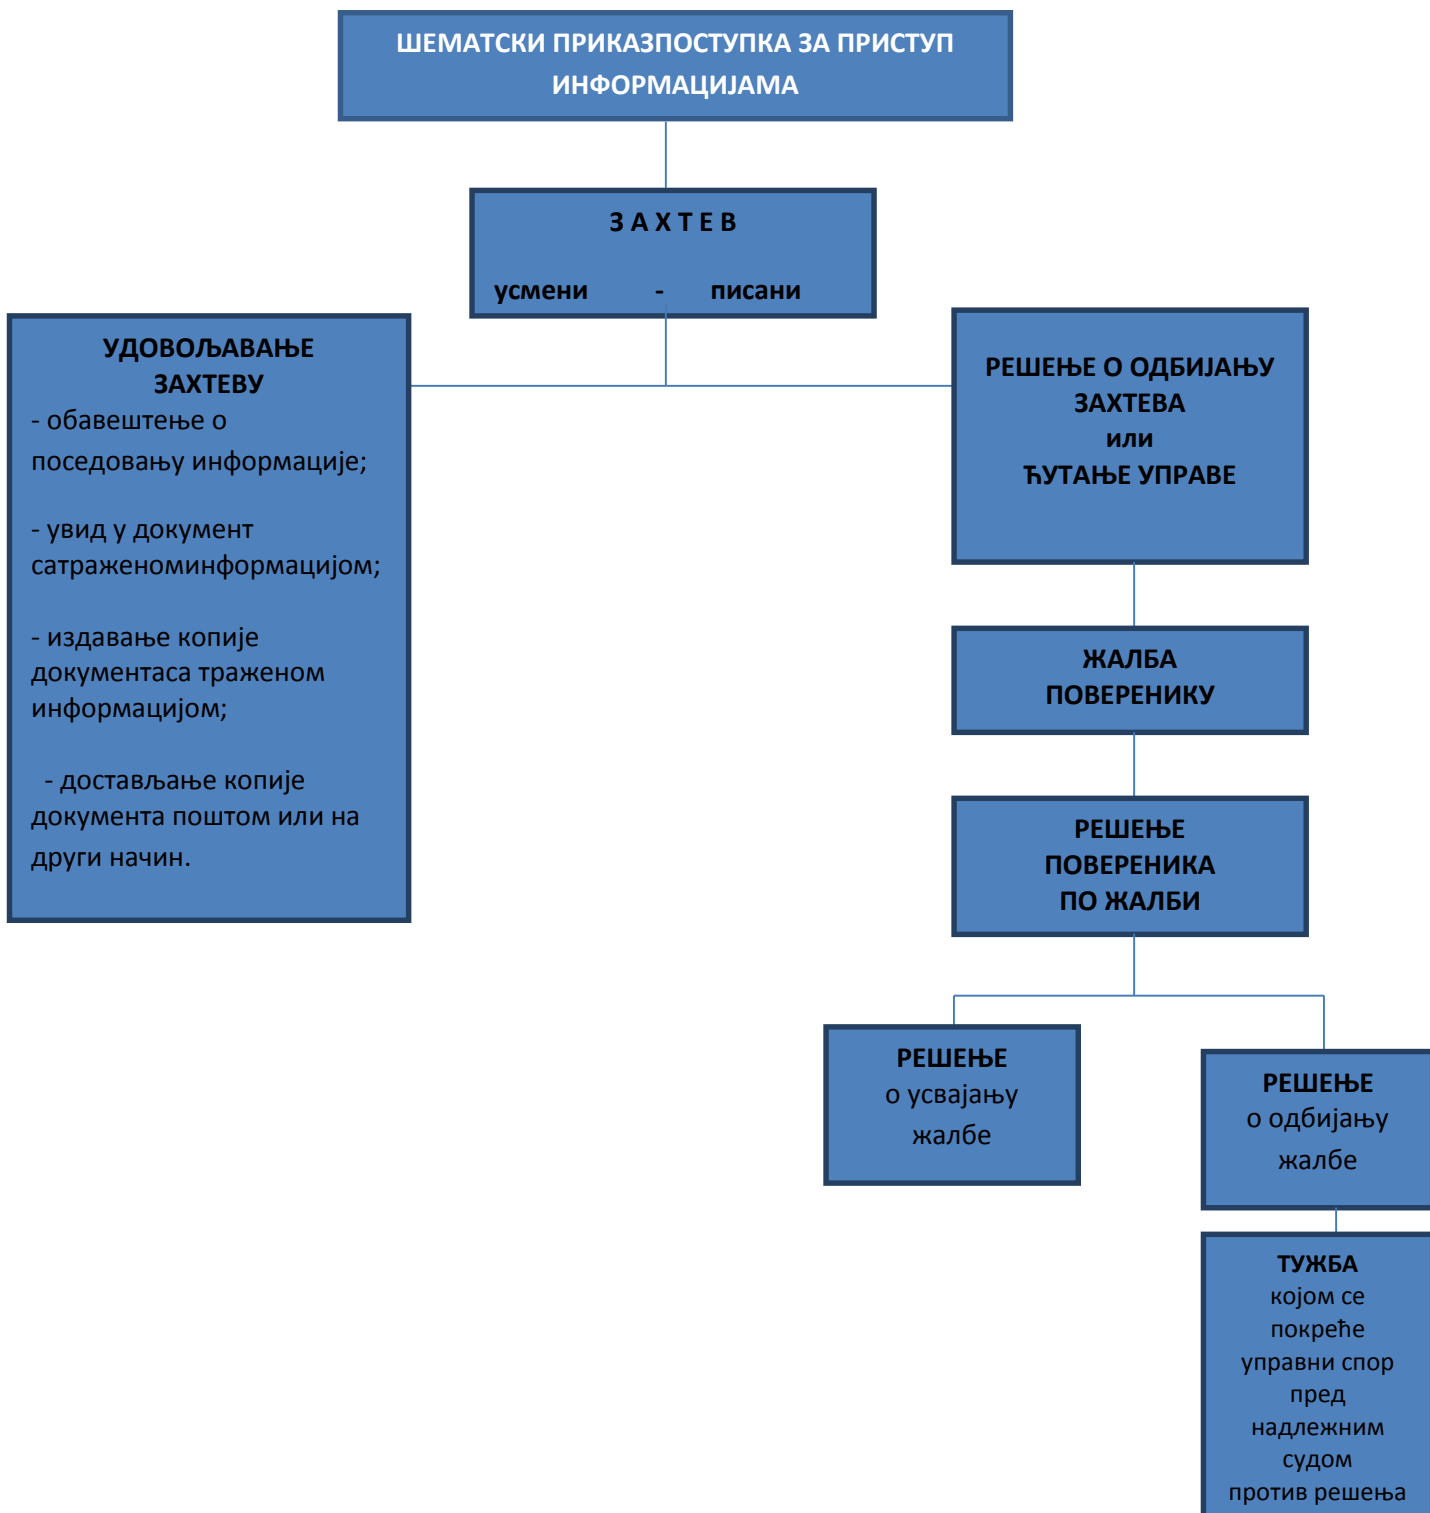 ШЕМАТСКИ ПРИКАЗПОСТУПКА ЗА ПРИСТУП
ИНФОРМАЦИЈАМА
З А Х Т Е В
усмени - писани
УДОВОЉАВАЊЕ
ЗАХТЕВУ
- обавештење о
поседовању информације;
- увид у документ
сатраженоминформацијом;
- издавање копије
документаса траженом
информацијом;
- достављање копије
документа поштом или на
други начин.
РЕШЕЊЕ О ОДБИЈАЊУ
ЗАХТЕВА
или
ЋУТАЊЕ УПРАВЕ
ЖАЛБА
ПОВЕРЕНИКУ
РЕШЕЊЕ
ПОВЕРЕНИКА
ПО ЖАЛБИ
РЕШЕЊЕ
о усвајању
жалбе
РЕШЕЊЕ
о одбијању
жалбе
ТУЖБА
којом се
покреће
управни спор
пред
надлежним
судом
против решења